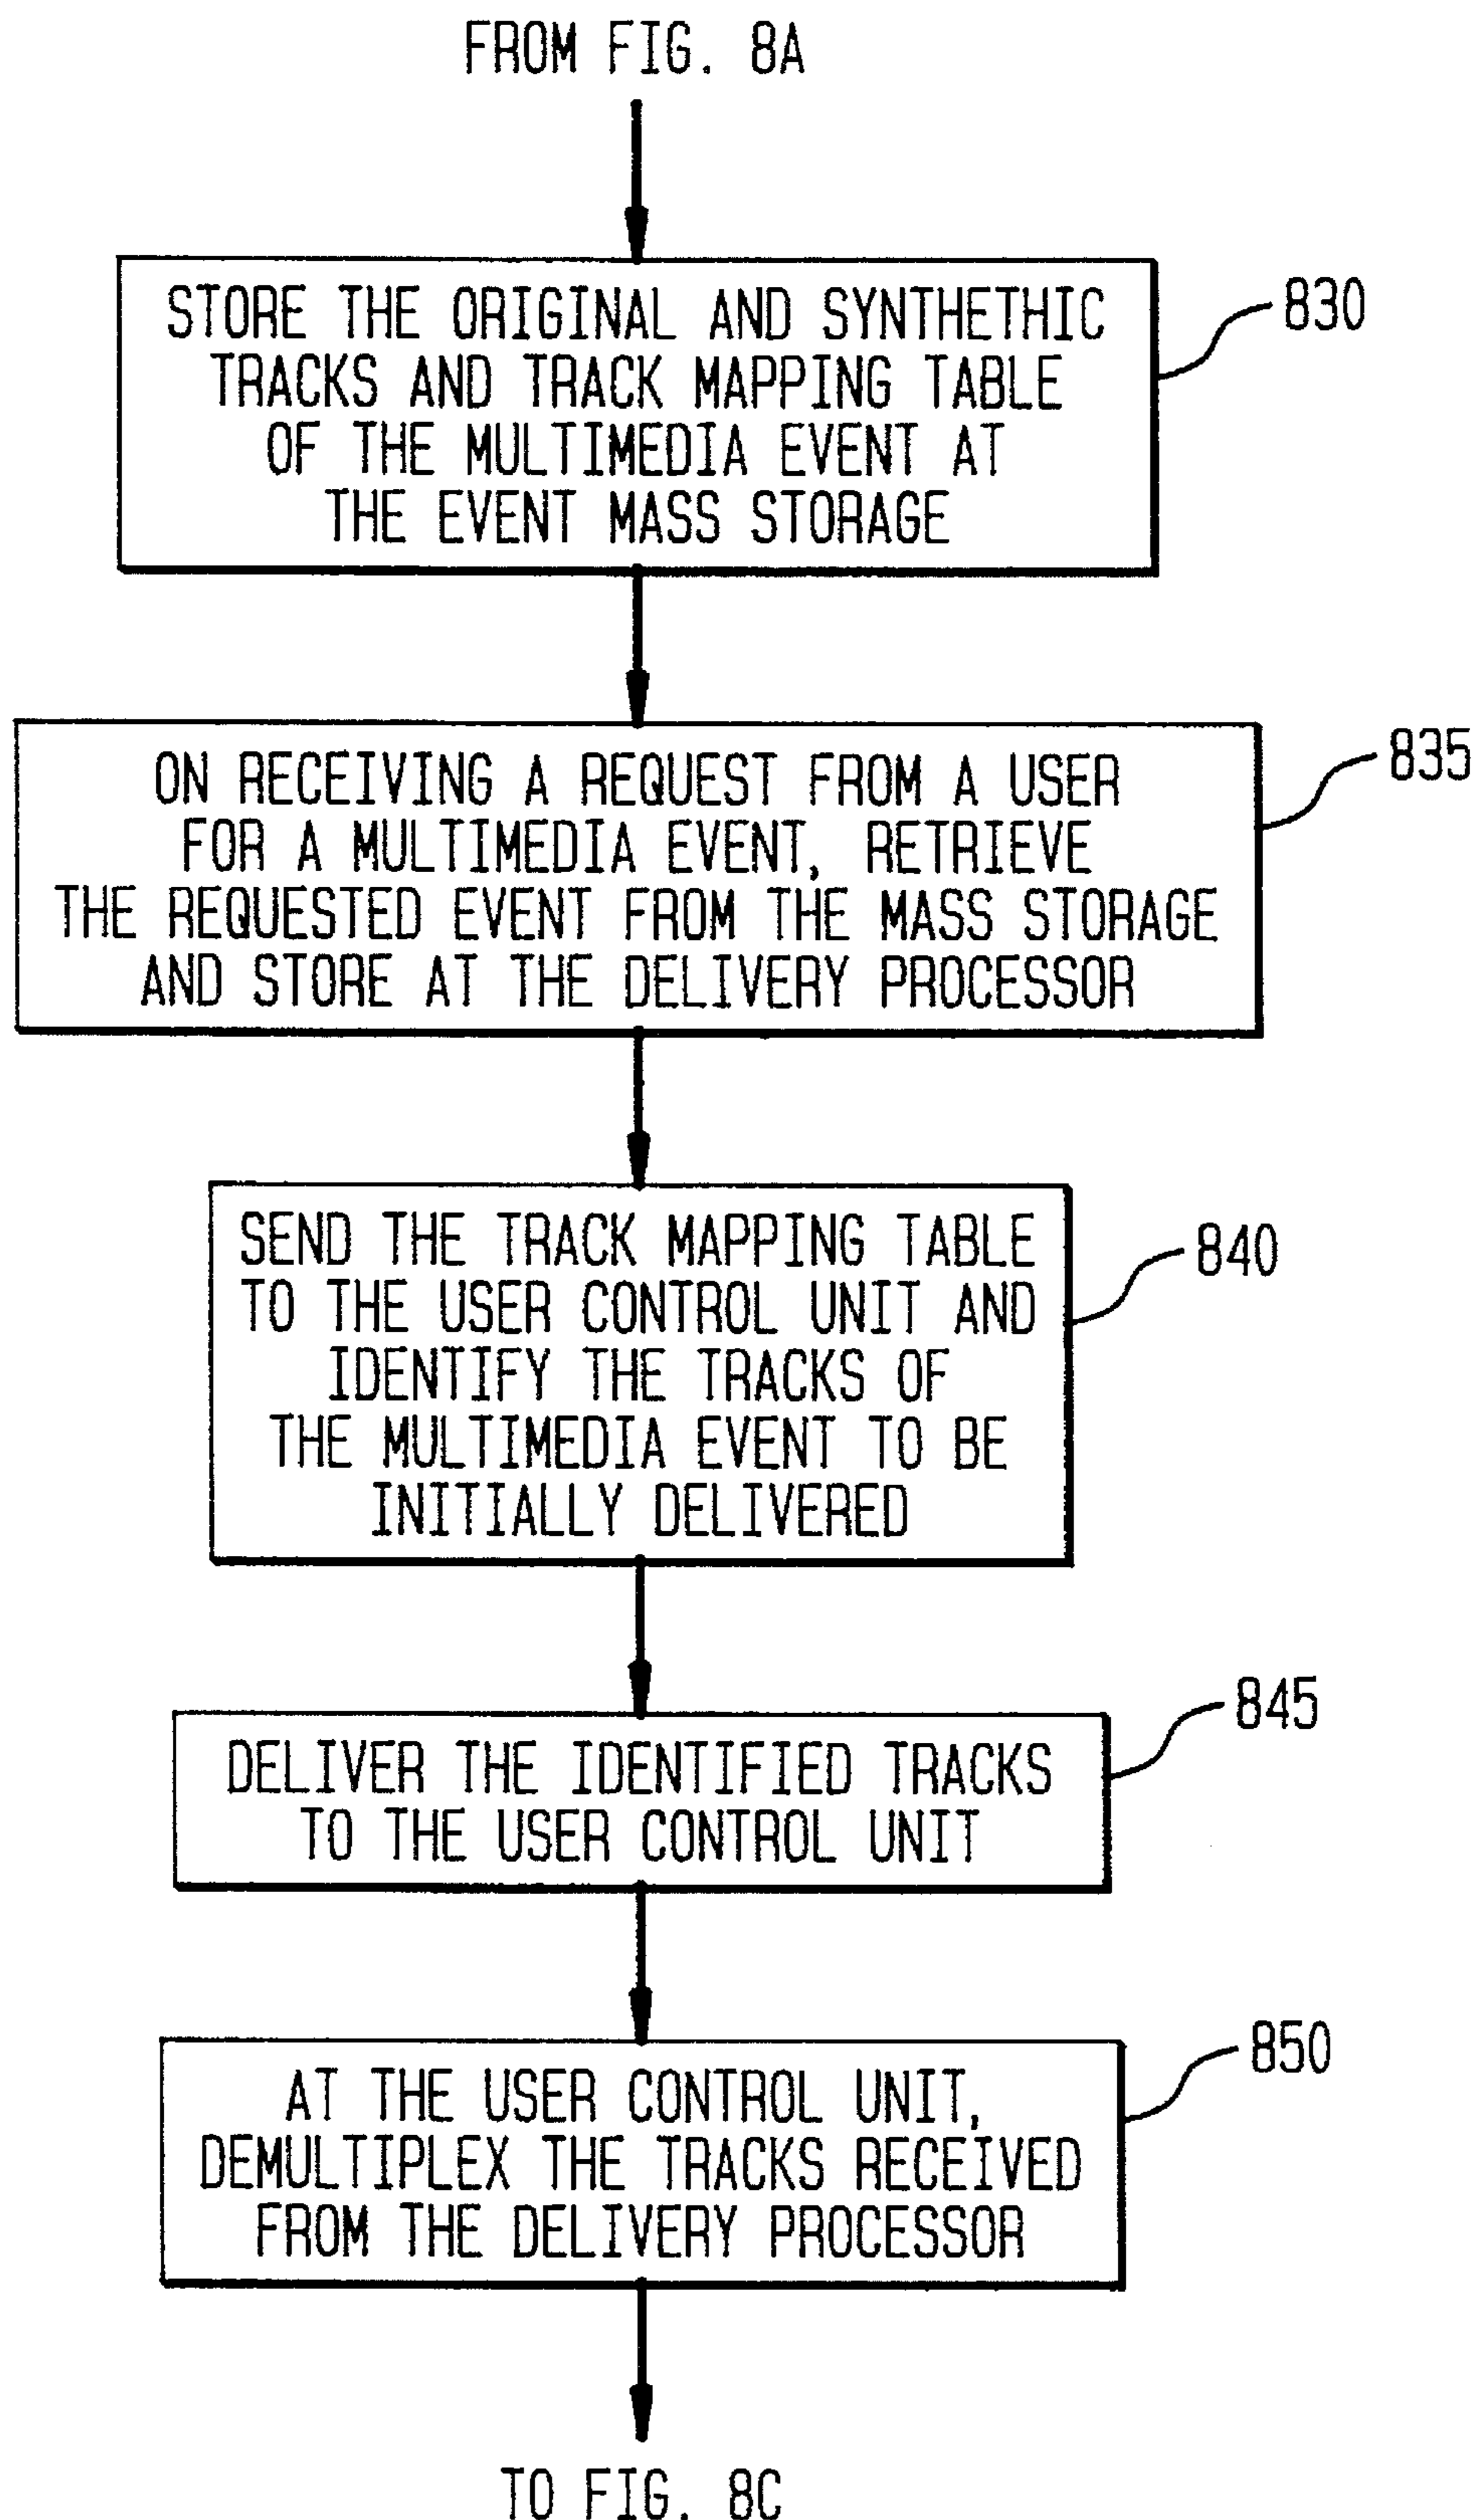 FROM FIG. 8A
STORE THE ORIGINAL AND SYNTHETHIC
TRACKS AND TRACK MAPPING TABLE
OF THE MULTIMEDIA EVENT AT
THE EVENT MASS STORAGE
830
ON RECEIVING A REQUEST FROM A USER
FOR A MULTIMEDIA EVENT, RETRIEVE
THE REQUESTED EVENT FROM THE MASS STORAGE
AND STORE AT THE DELIVERY PROCESSOR
835
SEND THE TRACK MAPPING TABLE
TO THE USER CONTROL UNIT AND
IDENTIFY THE TRACKS OF
THE MULTIMEDIA EVENT TO BE
INITIALLY DELIVERED
840
DELIVER THE IDENTIFIED TRACKS
TO THE USER CONTROL UNIT
845
AT THE USER CONTROL UNIT,
DEMULTIPLEX THE TRACKS RECEIVED
FROM THE DELIVERY PROCESSOR
850
TO FIG. 8C